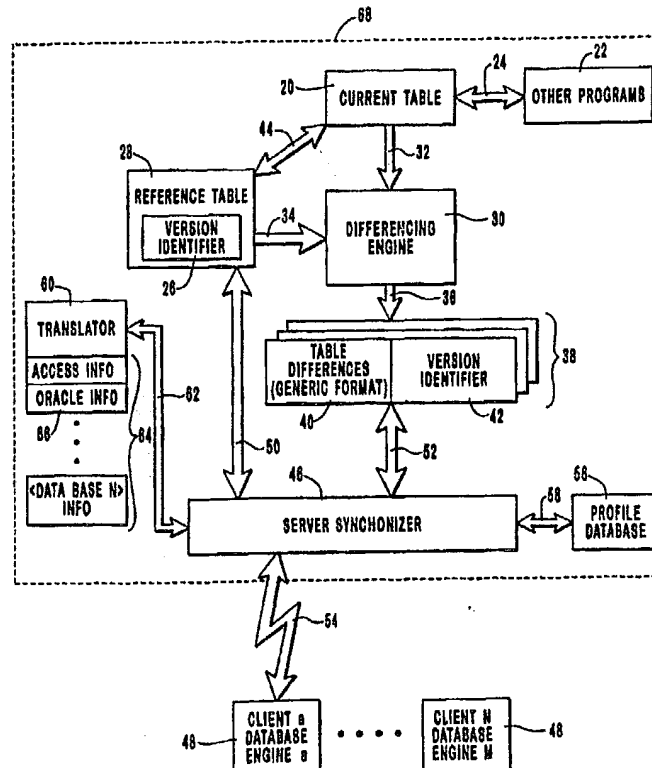 68
20
CURRENT TABLE
24
22
OTHER PROGRAMS
44
32
28
REFERENCE TABLE
VERSION
IDENTIFIER
26
34
DIFFERENCING
ENGINE
30
36
60
TRANSLATOR
ACCESS INFO
ORACLE INFO
66
<DATA BASE N>
INFO
64
62
50
TABLE
DIFFERENCES
(GENERIC FORMAT)
40
VERSION
IDENTIFIER
42
38
52
46
SERVER SYNCHONIZER
58
56
PROFILE
DATABASE
54
48
CLIENT a
DATABASE
ENGINE a
CLIENT N
DATABASE
ENGINE M
48